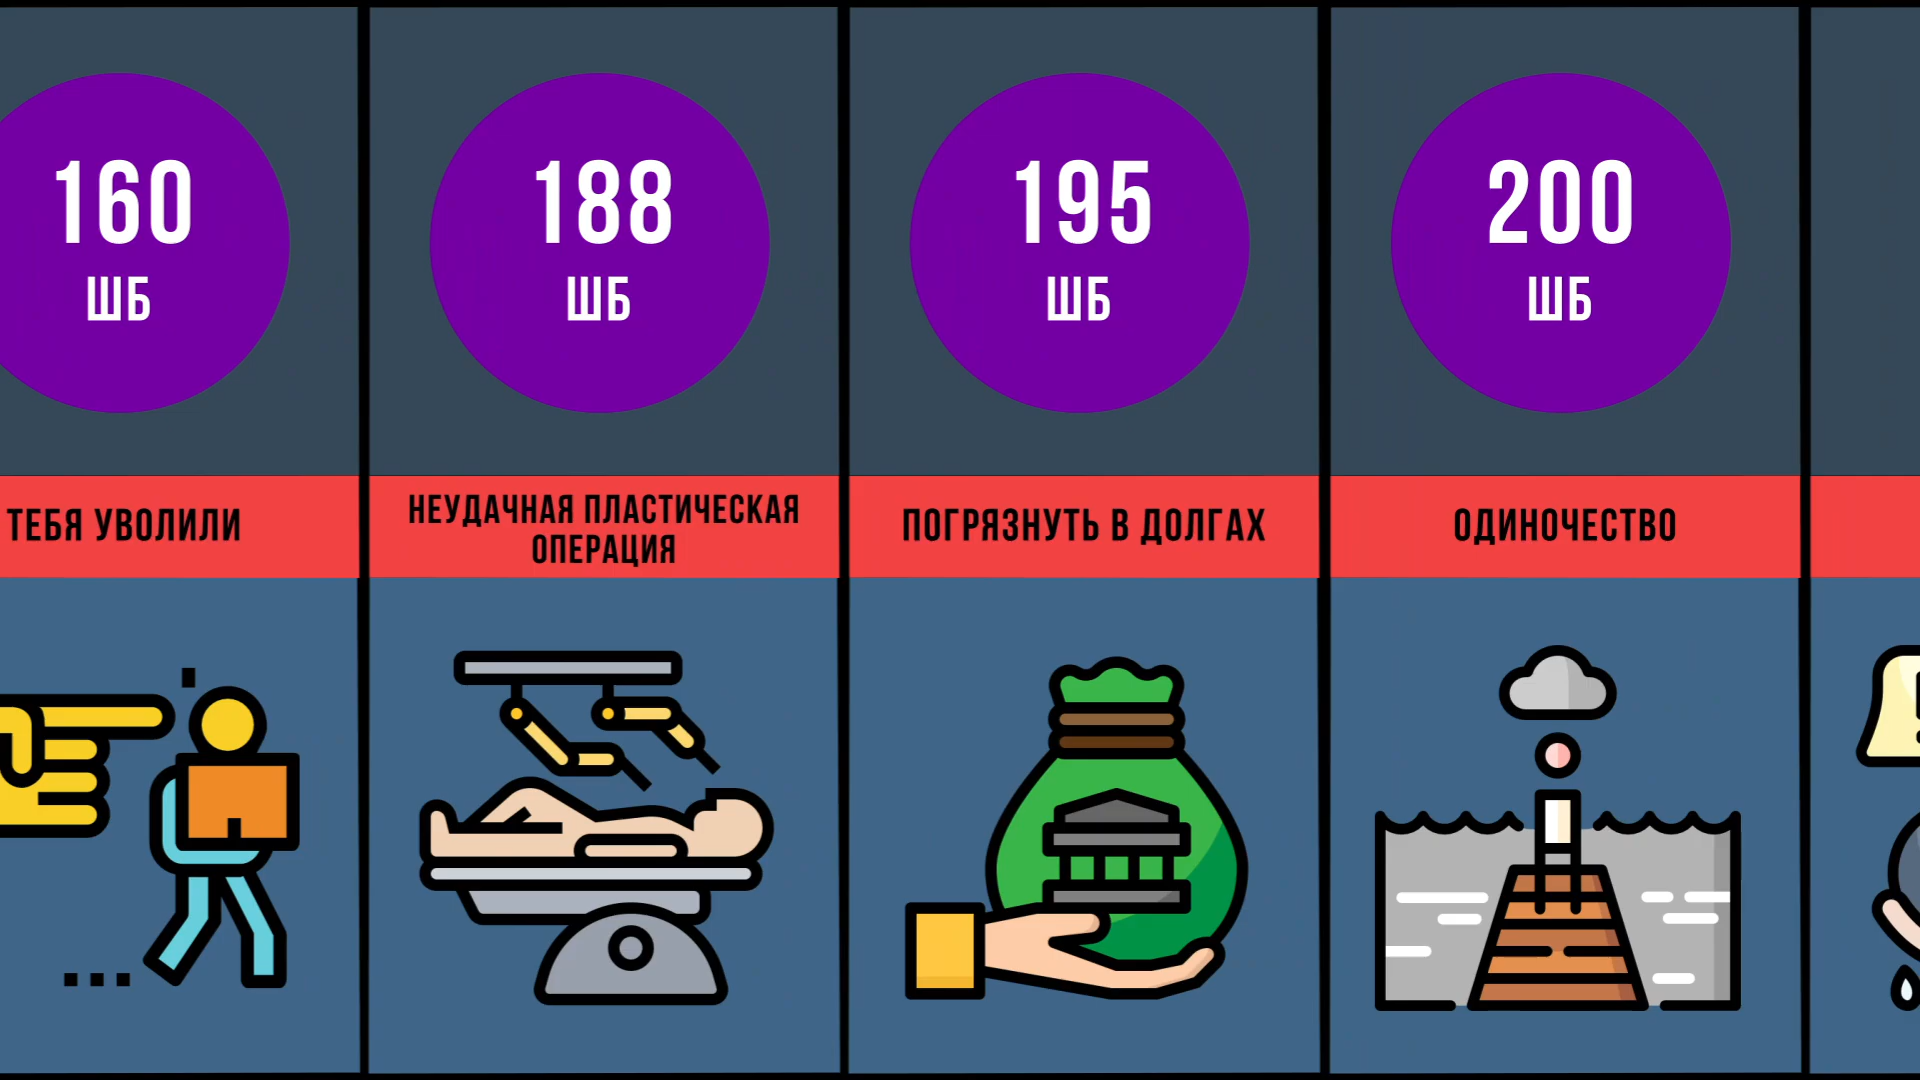 160
ШБ
ТЕБЯ УВОЛИЛИ
188
ШБ
НЕУДАЧНАЯ ПЛАСТИЧЕСКАЯ
ОПЕРАЦИЯ
195
ШБ
ПОГРЯЗНУТЬ В ДОЛГАХ
200
ШБ
ОДИНОЧЕСТВО